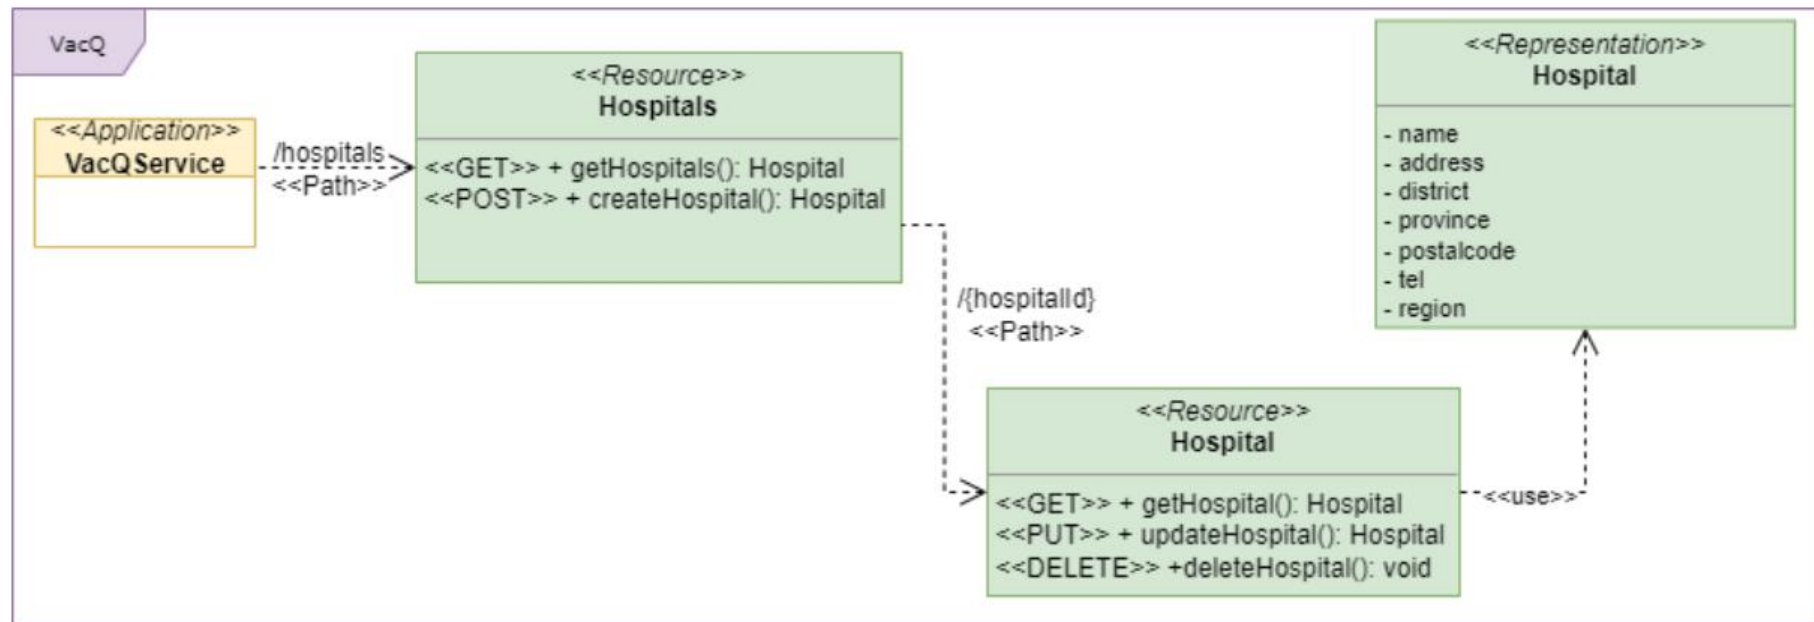 VacQ
<<Application>>
VacQService
/hospitals
<<Path>>
<<Resource>>
Hospitals
<<GET>> + getHospitals(): Hospital
<<POST>> + createHospital(): Hospital
/{hospitalId}
<<Path>>
<<Resource>>
Hospital
<<GET>> + getHospital(): Hospital
<<PUT>> + updateHospital(): Hospital
<<DELETE>> +deleteHospital(): void
<<use>>
<<Representation>>
Hospital
- name
- address
- district
- province
- postalcode
- tel
- region